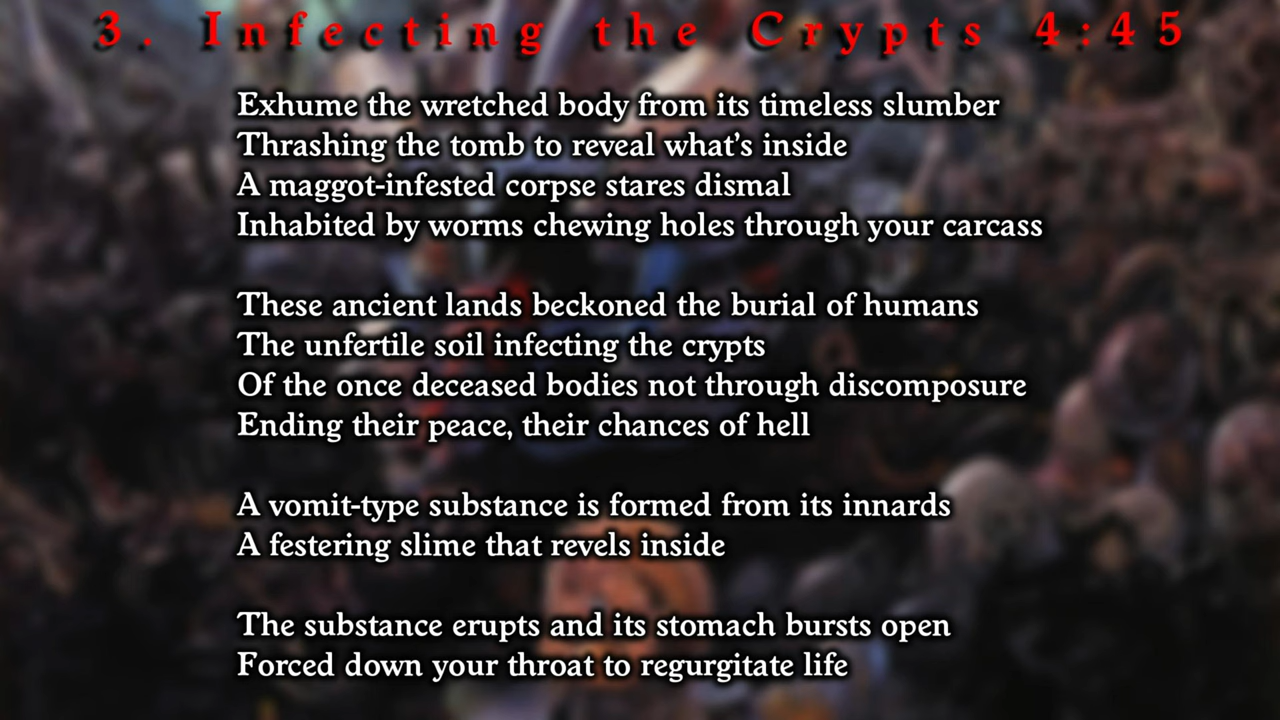 3. Infecting the Crypts 4:45
Exhume the wretched body from its timeless slumber
Thrashing the tomb to reveal what's inside
A maggot-infested corpse stares dismal
Inhabited by worms chewing holes through your carcass
These ancient lands beckoned the burial of humans
The unfertile soil infecting the crypts
Of the once deceased bodies not through discomposure
Ending their peace, their chances of hell
A vomit-type substance is formed from its innards
A festering slime that revels inside
The substance erupts and its stomach bursts open
Forced down your throat to regurgitate life